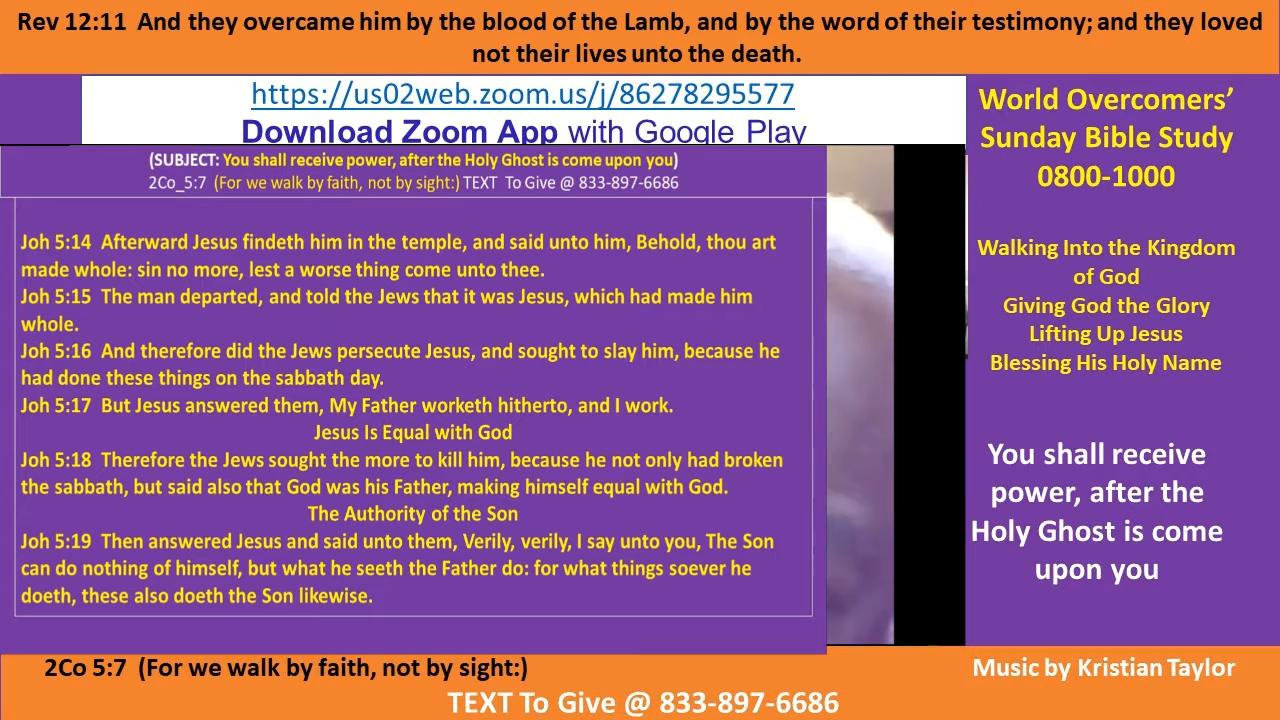 Rev 12:11  And they overcame him by the blood of the Lamb, and by the word of their testimony; and they loved
not their lives unto the death.
https://us02web.zoom.us/j/86278295577
Download Zoom App with Google Play
(SUBJECT: You shall receive power, after the Holy Ghost is come upon you)
2Co_5:7  (For we walk by faith, not by sight:) TEXT  To Give @ 833-897-6686
Joh 5:14  Afterward Jesus findeth him in the temple, and said unto him, Behold, thou art
made whole: sin no more, lest a worse thing come unto thee.
Joh 5:15  The man departed, and told the Jews that it was Jesus, which had made him
whole.
Joh 5:16  And therefore did the Jews persecute Jesus, and sought to slay him, because he
had done these things on the sabbath day.
Joh 5:17  But Jesus answered them, My Father worketh hitherto, and I work.
Jesus Is Equal with God
Joh 5:18  Therefore the Jews sought the more to kill him, because he not only had broken
the sabbath, but said also that God was his Father, making himself equal with God.
The Authority of the Son
Joh 5:19  Then answered Jesus and said unto them, Verily, verily, I say unto you, The Son
can do nothing of himself, but what he seeth the Father do: for what things soever he
doeth, these also doeth the Son likewise.
World Overcomers’
Sunday Bible Study
0800-1000
Walking Into the Kingdom
of God
Giving God the Glory
Lifting Up Jesus
Blessing His Holy Name
You shall receive
power, after the
Holy Ghost is come
upon you
2Co 5:7  (For we walk by faith, not by sight:)
Music by Kristian Taylor
TEXT To Give @ 833-897-6686